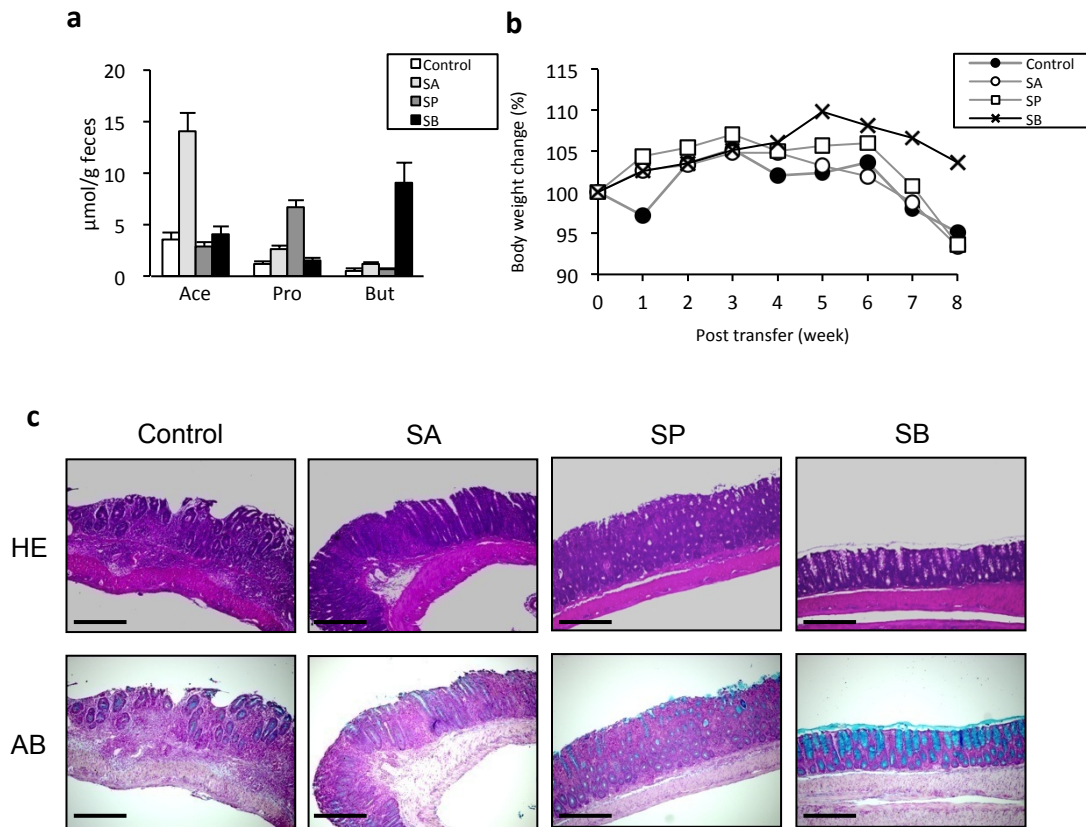 a
Control
SA
SP
SB
20
15
10
5
0
µmol/g feces
Ace Pro But
b
Control
SA
SP
SB
115
110
105
100
95
90
Body weight change (%)
0 1 2 3 4 5 6 7 8
Post transfer (week)
c
Control SA SP SB
HE
AB